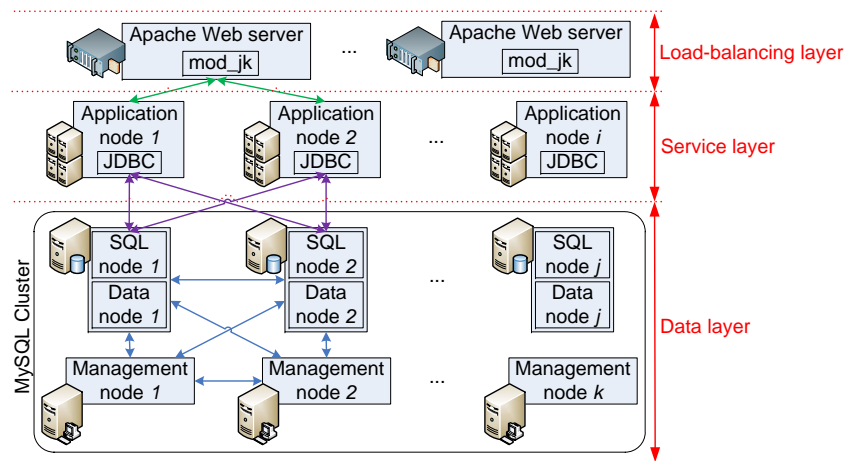 Apache Web server
mod_jk
...
Apache Web server
mod_jk
Load-balancing layer
Application
node 1
JDBC
Application
node 2
JDBC
...
Application
node i
JDBC
Service layer
MySQL Cluster
SQL
node 1
Data
node 1
SQL
node 2
Data
node 2
...
SQL
node j
Data
node j
Data layer
Management
node 1
Management
node 2
...
Management
node k